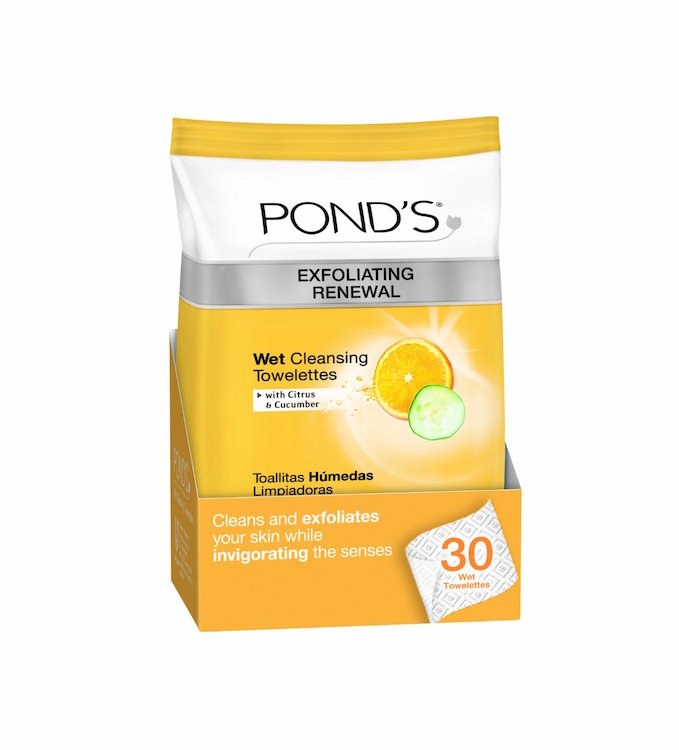 POND'S®
EXFOLIATING
RENEWAL
Wet Cleansing
Towelettes
▸ with Citrus
& Cucumber
Toallitas Húmedas
Limpiadoras
Cleans and exfoliates
your skin while
invigorating the senses
30
Wet
Towelettes
POND'S